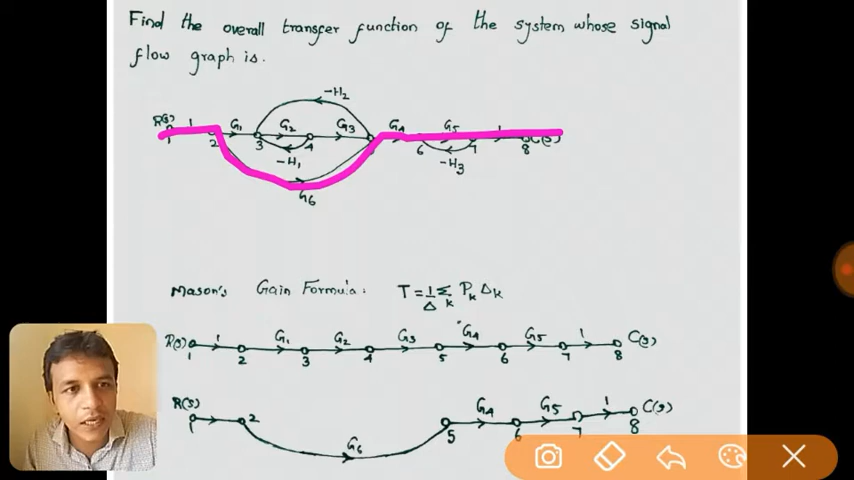 Find the overall transfer function of the system whose signal
flow graph is.
-H2
R(s) 1 G1 G2 G3 G4 G5 1 C(s)
1 2 3 4 6 7 8
-H1 -H3
G6
Mason's Gain Formula: T = 1/Δ Σk Pk Δk
R(s) 1 G1 G2 G3 G4 G5 1 C(s)
1 2 3 4 5 6 7 8
R(s) G4 G5 1 C(s)
1 2 5 6 7 8
G6